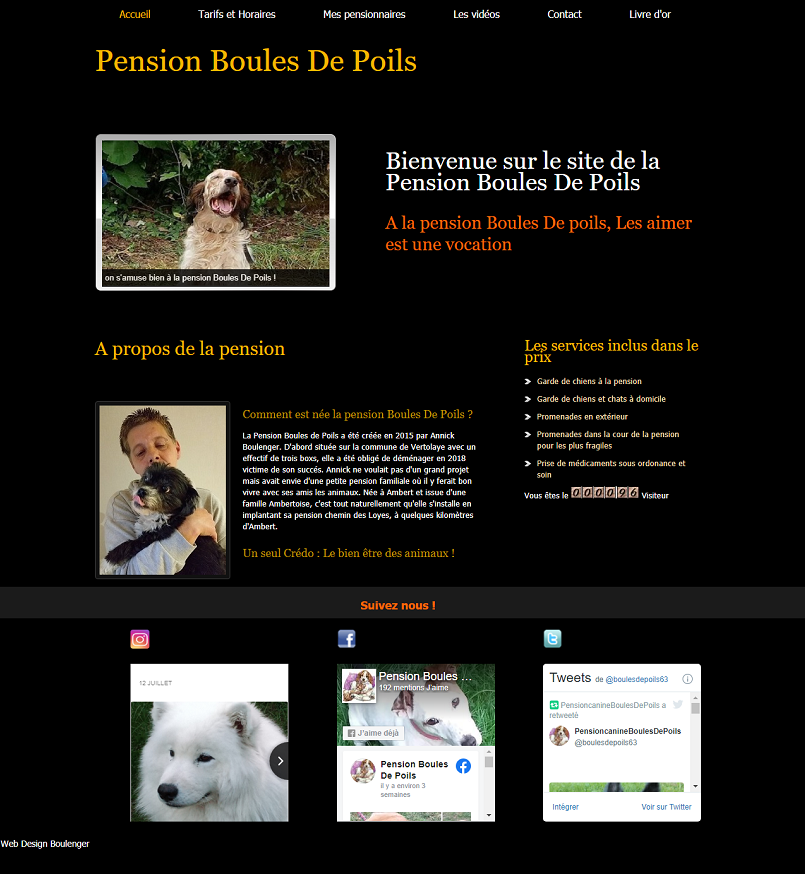 Accueil Tarifs et Horaires Mes pensionnaires Les vidéos Contact Livre d'or
Pension Boules De Poils
Bienvenue sur le site de la
Pension Boules De Poils
A la pension Boules De poils, Les aimer
est une vocation
on s'amuse bien à la pension Boules De Poils !
A propos de la pension
Comment est née la pension Boules De Poils ?
La Pension Boules de Poils a été créée en 2015 par Annick
Boulenger. D'abord située sur la commune de Vertolaye avec un
effectif de trois boxs, elle a été obligé de déménager en 2018
victime de son succés. Annick ne voulait pas d'un grand projet
mais avait envie d'une petite pension familiale où il y ferait bon
vivre avec ses amis les animaux. Née à Ambert et issue d'une
famille Ambertoise, c'est tout naturellement qu'elle s'installe en
implantant sa pension chemin des Loyes, à quelques kilomètres
d'Ambert.
Un seul Crédo : Le bien être des animaux !
Les services inclus dans le
prix
Garde de chiens à la pension
Garde de chiens et chats à domicile
Promenades en extérieur
Promenades dans la cour de la pension
pour les plus fragiles
Prise de médicaments sous ordonance et
soin
Vous êtes le 000096 Visiteur
Suivez nous !
12 JUILLET
Pension Boules ...
192 mentions J'aime
J'aime déjà
Pension Boules
De Poils
il y a environ 3
semaines
Tweets de @boulesdepoils63
PensioncanineBoulesDePoils a
retweeté
PensioncanineBoulesDePoils
@boulesdepoils63
Intégrer Voir sur Twitter
Web Design Boulenger